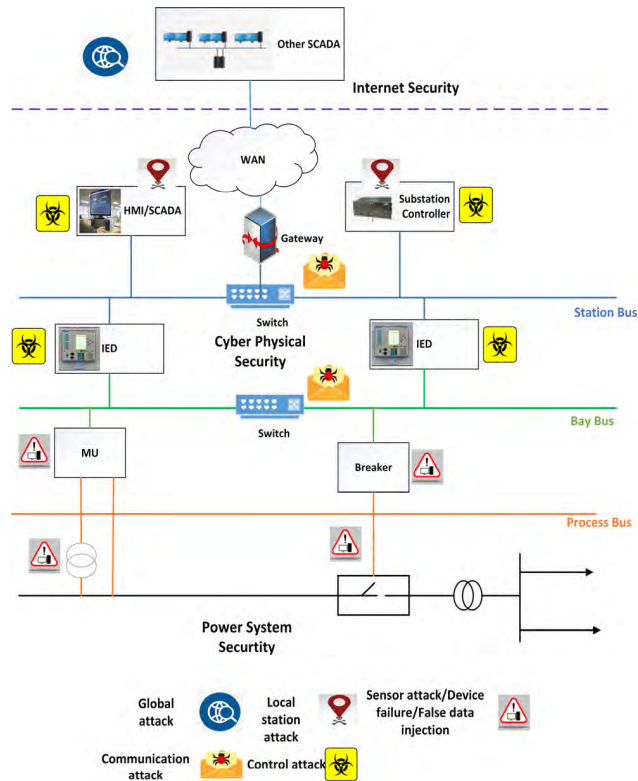 Other SCADA
Internet Security
WAN
HMI/SCADA
Substation
Controller
Gateway
Station Bus
Switch
IED
Cyber Physical
Security
IED
Bay Bus
Switch
MU
Breaker
Process Bus
Power System
Securtity
Global
attack
Local
station
attack
Sensor attack/Device
failure/False data
injection
Communication
attack
Control attack